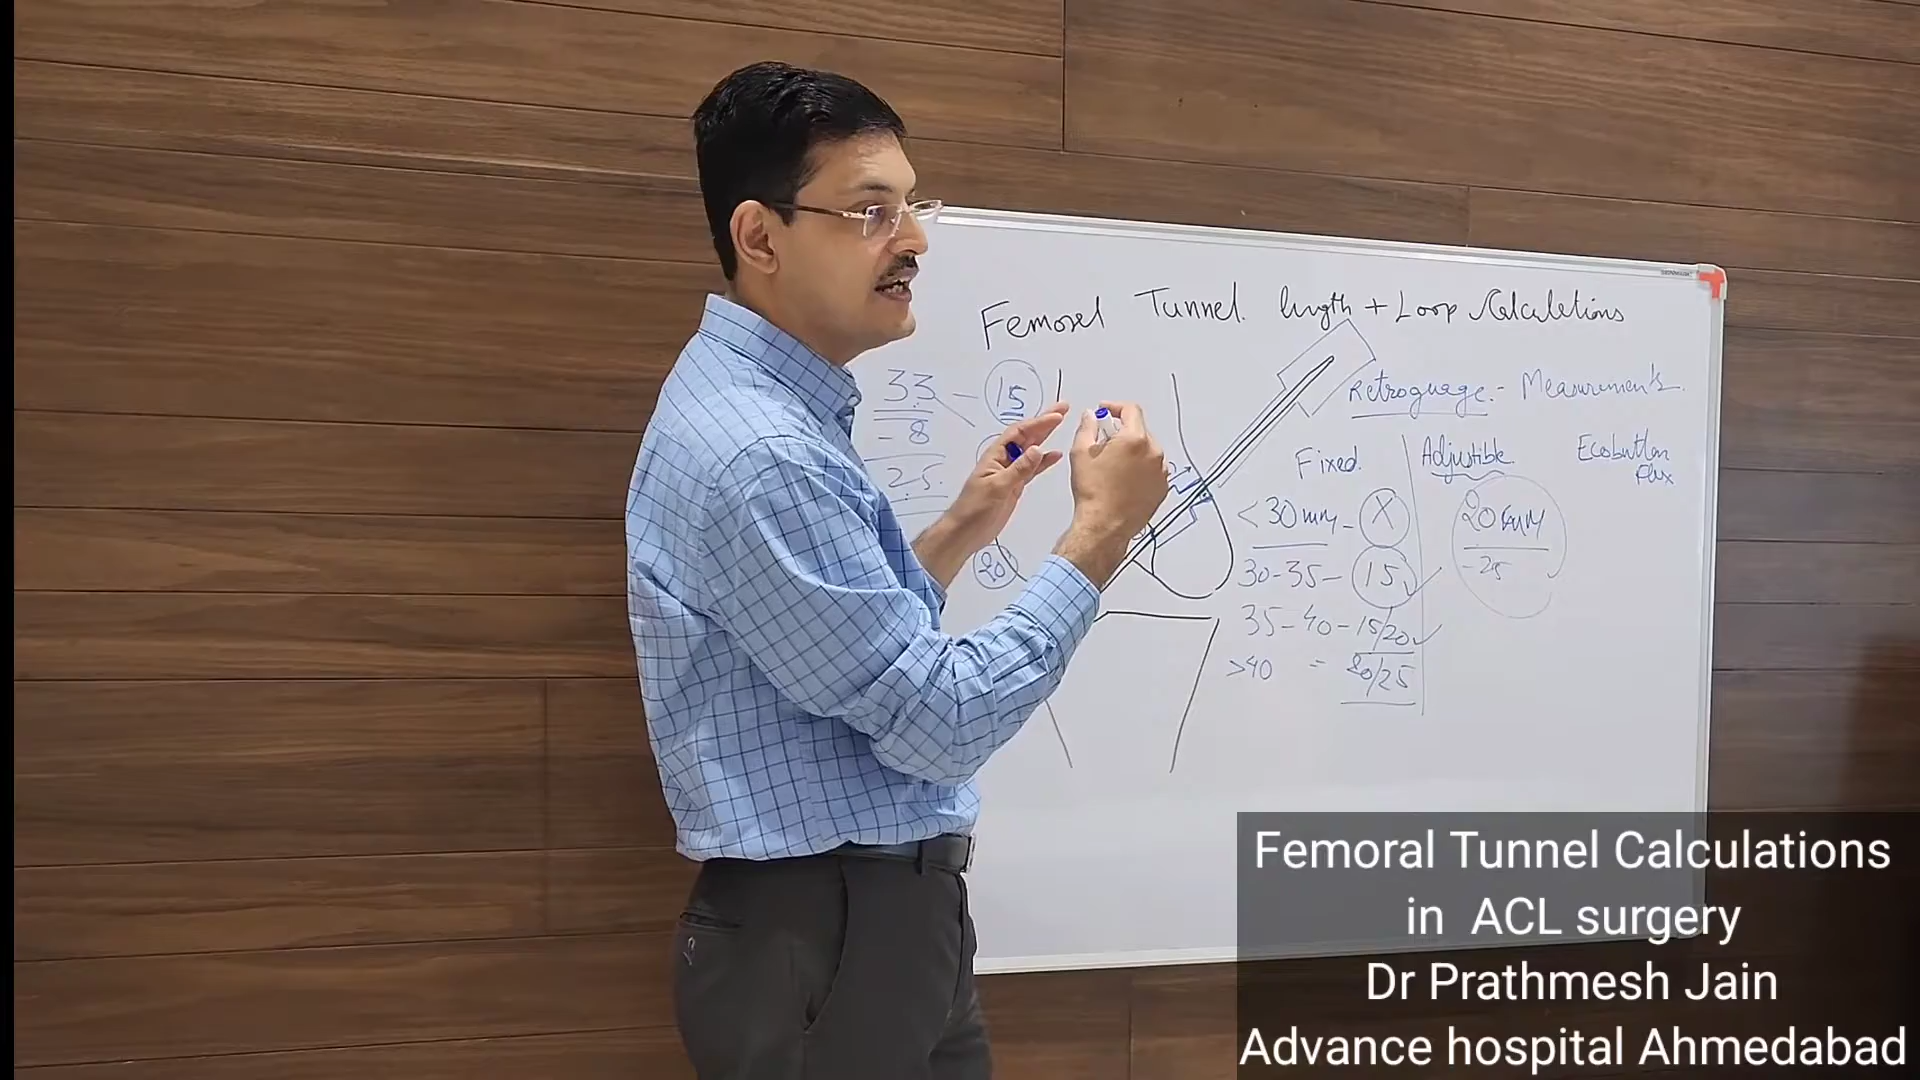 Femoral Tunnel. length + Loop Calculations
33 - 15
- 8
25
20
Retroguage - Measurements.
Fixed. Adjustible. Ecobutton
Flux
< 30 mm - X
20 mm
- 25
30-35 - 15
35-40 - 15/20
>40 = 20/25
Femoral Tunnel Calculations
in ACL surgery
Dr Prathmesh Jain
Advance hospital Ahmedabad